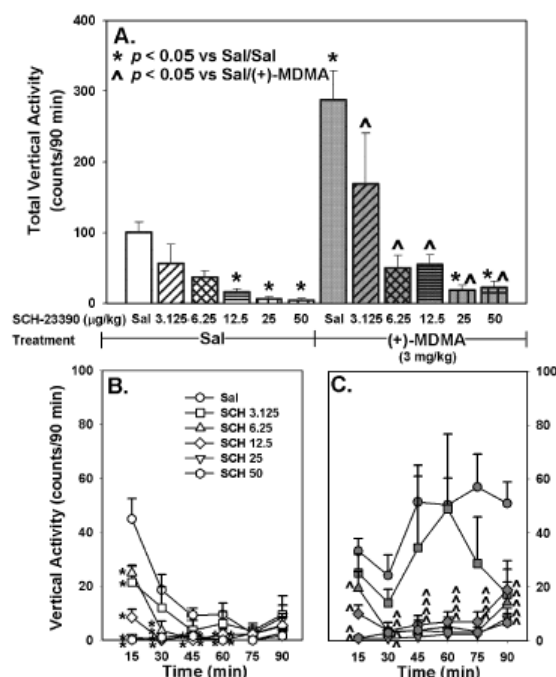 400
A.
* p < 0.05 vs Sal/Sal
^ p < 0.05 vs Sal/(+)-MDMA
300
200
100
0
Total Vertical Activity
(counts/90 min)
* ^ ^ ^ * * * *^ *^
SCH-23390 (µg/kg) Sal 3.125 6.25 12.5 25 50 Sal 3.125 6.25 12.5 25 50
Treatment Sal (+)-MDMA
(3 mg/kg)
100
B.
Sal
SCH 3.125
SCH 6.25
SCH 12.5
SCH 25
SCH 50
80
60
40
20
0
Vertical Activity (counts/90 min)
15 30 45 60 75 90
Time (min)
C.
100
80
60
40
20
0
15 30 45 60 75 90
Time (min)